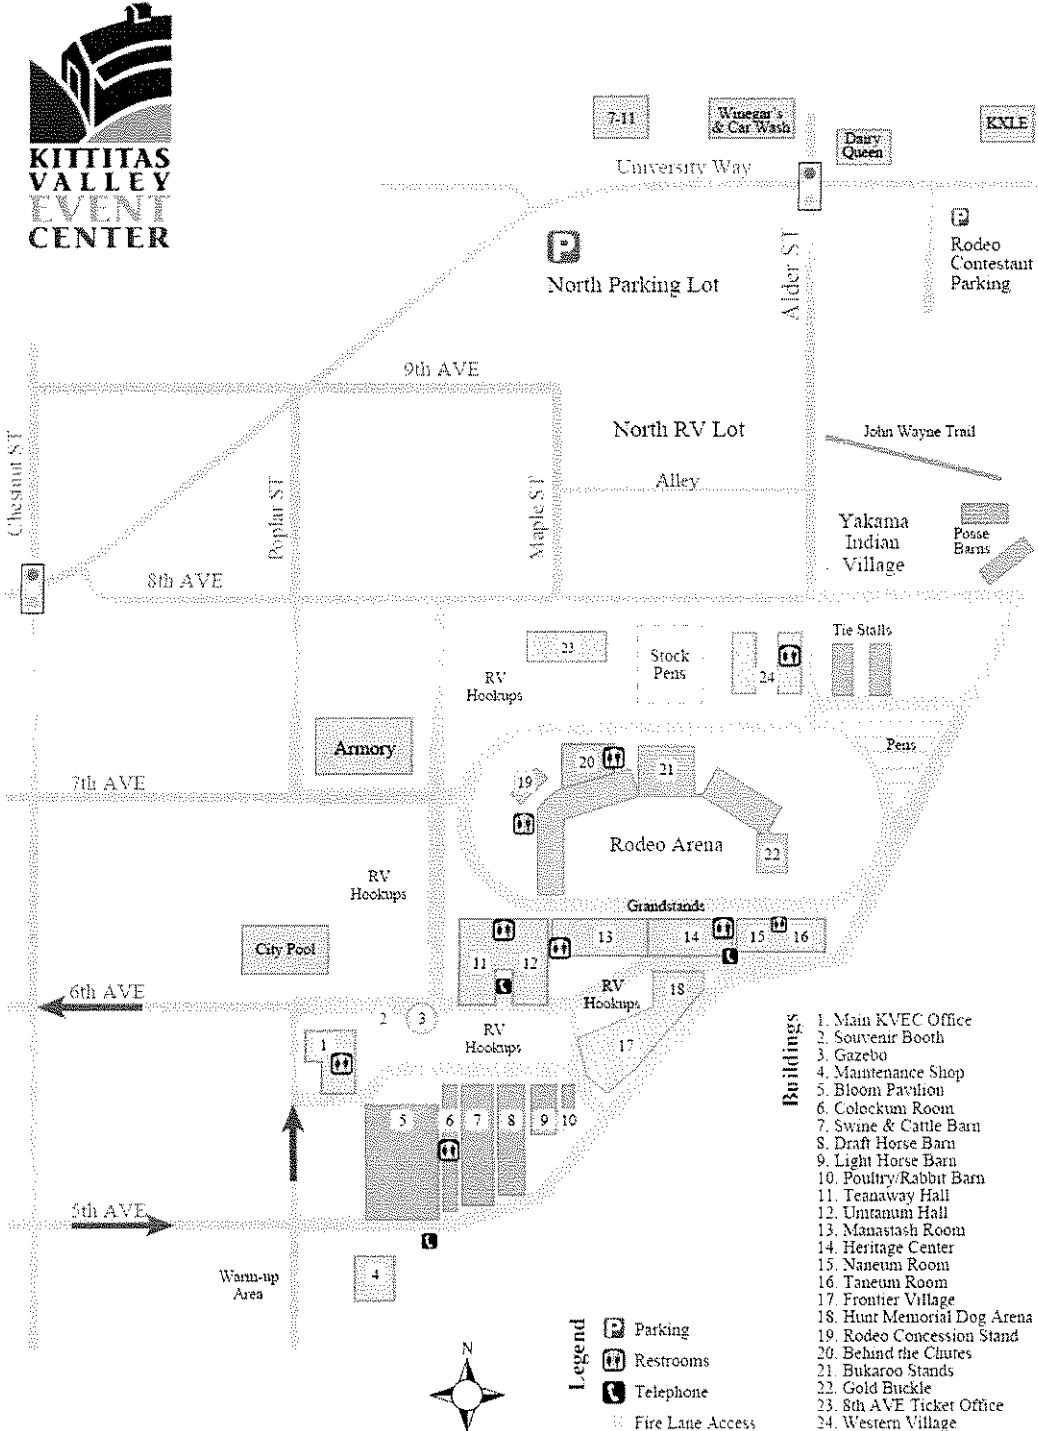 KITTITAS
VALLEY
EVENT
CENTER
7-11
Winegar's
& Car Wash
Dairy
Queen
KXLE
University Way
P
North Parking Lot
Alder ST
P
Rodeo
Contestant
Parking
9th AVE
North RV Lot
John Wayne Trail
Chestnut ST
Poplar ST
Maple ST
Alley
Yakama
Indian
Village
Posse
Barns
8th AVE
23
Stock
Pens
24
Tie Stalls
RV
Hookups
Armory
Pens
7th AVE
19
20
21
Rodeo Arena
22
RV
Hookups
Grandstands
City Pool
11
12
13
14
15
16
6th AVE
RV
Hookups
18
2
3
RV
Hookups
17
1
5
6
7
8
9
10
5th AVE
Warm-up
Area
4
N
Legend
P Parking
Restrooms
Telephone
Fire Lane Access
Buildings
1. Main KVEC Office
2. Souvenir Booth
3. Gazebo
4. Maintenance Shop
5. Bloom Pavilion
6. Colockum Room
7. Swine & Cattle Barn
8. Draft Horse Barn
9. Light Horse Barn
10. Poultry/Rabbit Barn
11. Teanaway Hall
12. Umtanum Hall
13. Manastash Room
14. Heritage Center
15. Naneum Room
16. Taneum Room
17. Frontier Village
18. Hunt Memorial Dog Arena
19. Rodeo Concession Stand
20. Behind the Chutes
21. Bukaroo Stands
22. Gold Buckle
23. 8th AVE Ticket Office
24. Western Village